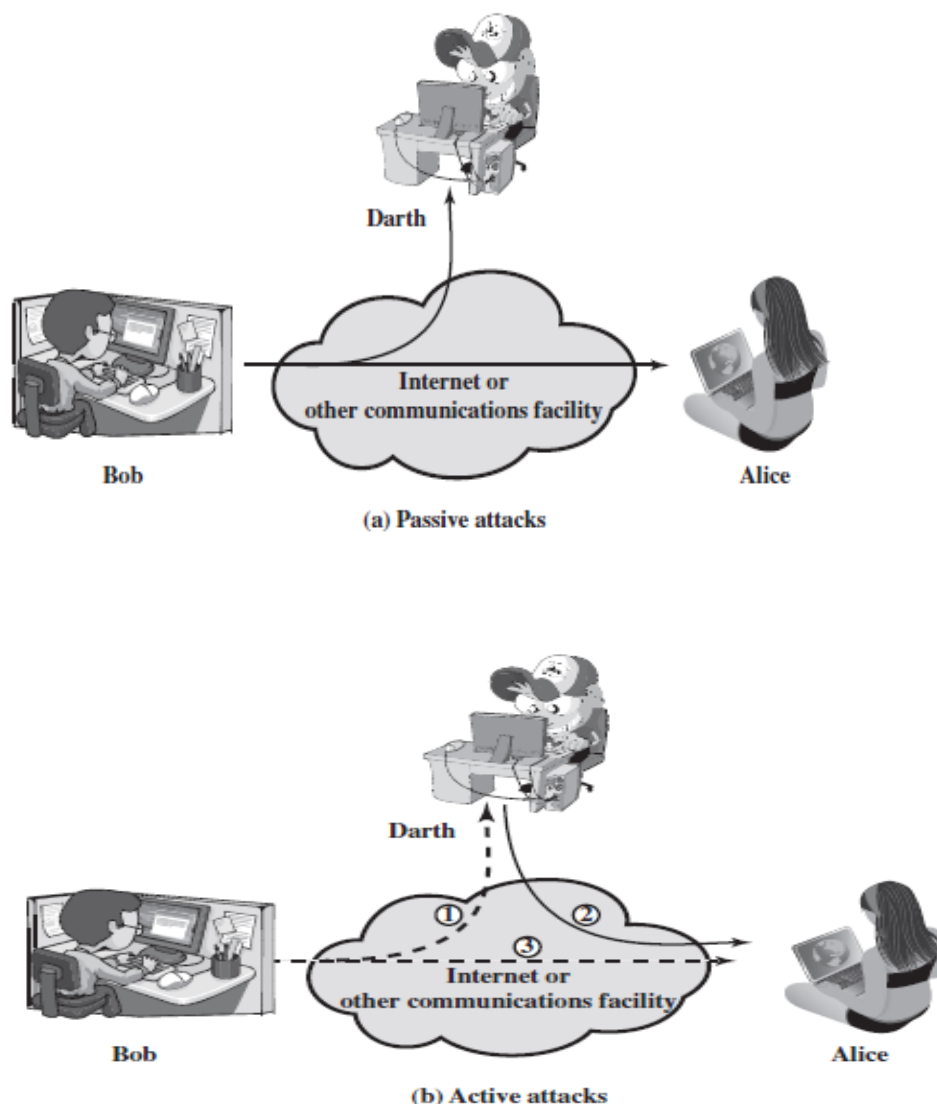 Darth
Internet or
other communications facility
Bob
Alice
(a) Passive attacks
Darth
①
②
③
Internet or
other communications facility
Bob
Alice
(b) Active attacks